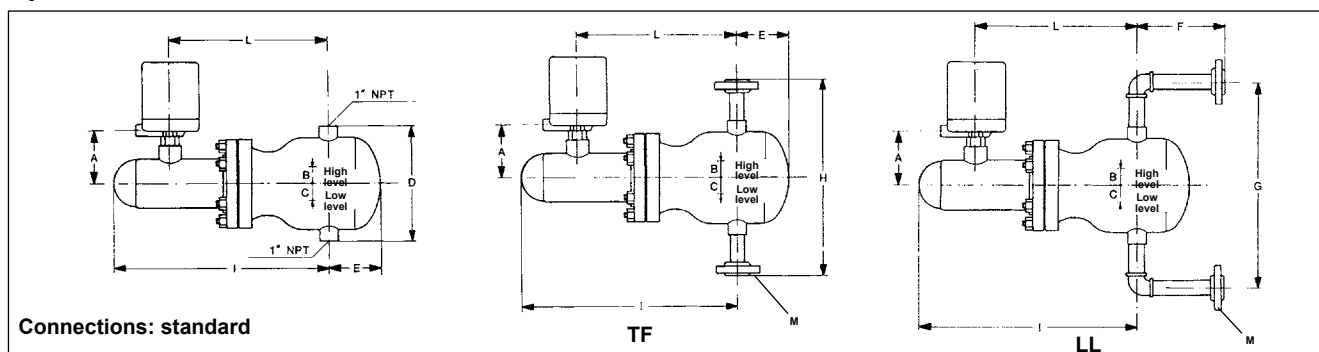 L
1" NPT
A
B
C
High
level
Low
level
D
1" NPT
I
E
Connections: standard
L
E
A
B
C
High
level
Low
level
H
I
M
TF
L
F
A
B
C
High
level
Low
level
G
I
M
LL